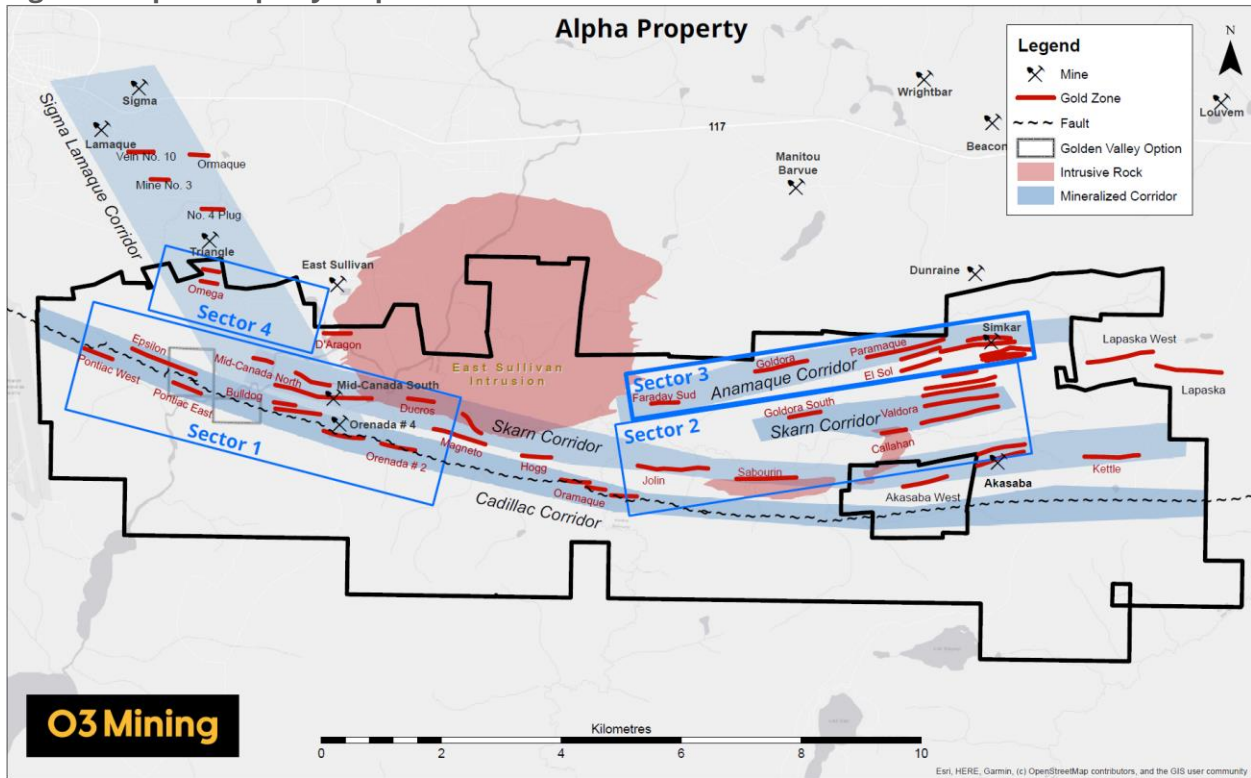 Alpha Property
Legend
Mine
Gold Zone
Fault
Golden Valley Option
Intrusive Rock
Mineralized Corridor
N
Sigma
Lamaque
Vein No. 10
Ormaque
Mine No. 3
No. 4 Plug
Triangle
Sigma Lamaque Corridor
Omega
Sector 4
East Sullivan
D'Aragon
Wrightbar
117
Beacon
Louvem
Manitou
Barvue
Dunraine
East Sullivan
Intrusion
Pontiac West
Epsilon
Pontiac East
Mid-Canada North
Bulldog
Mid-Canada South
Orenada # 4
Ducros
Orenada # 2
Magneto
Sector 1
Hogg
Oramaque
Skarn Corridor
Cadillac Corridor
Sector 3
Faraday Sud
Goldora
Paramaque
Simkar
El Sol
Anamaque Corridor
Sector 2
Goldora South
Valdora
Skarn Corridor
Callahan
Jolin
Sabourin
Akasaba West
Akasaba
Kettle
Lapaska West
Lapaska
O3 Mining
Kilometres
0 2 4 6 8 10
Esri, HERE, Garmin, (c) OpenStreetMap contributors, and the GIS user community